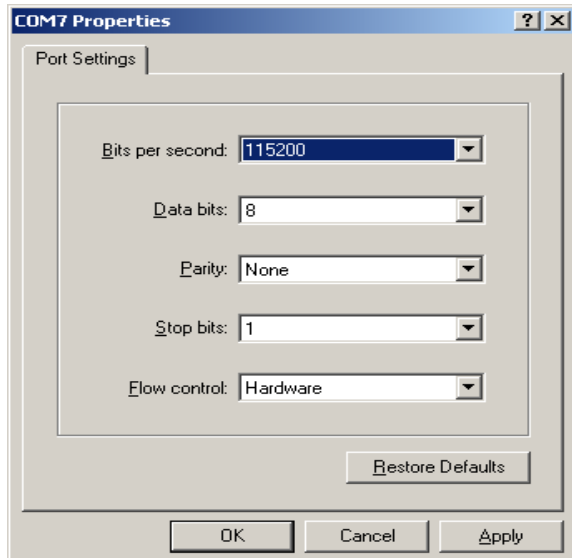 COM7 Properties
Port Settings
Bits per second: 115200
Data bits: 8
Parity: None
Stop bits: 1
Flow control: Hardware
Restore Defaults
OK Cancel Apply